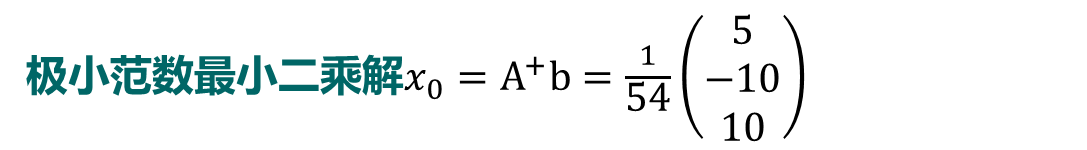 极小范数最小二乘解x₀ = A⁺b = 1/54 (5 -10 10)